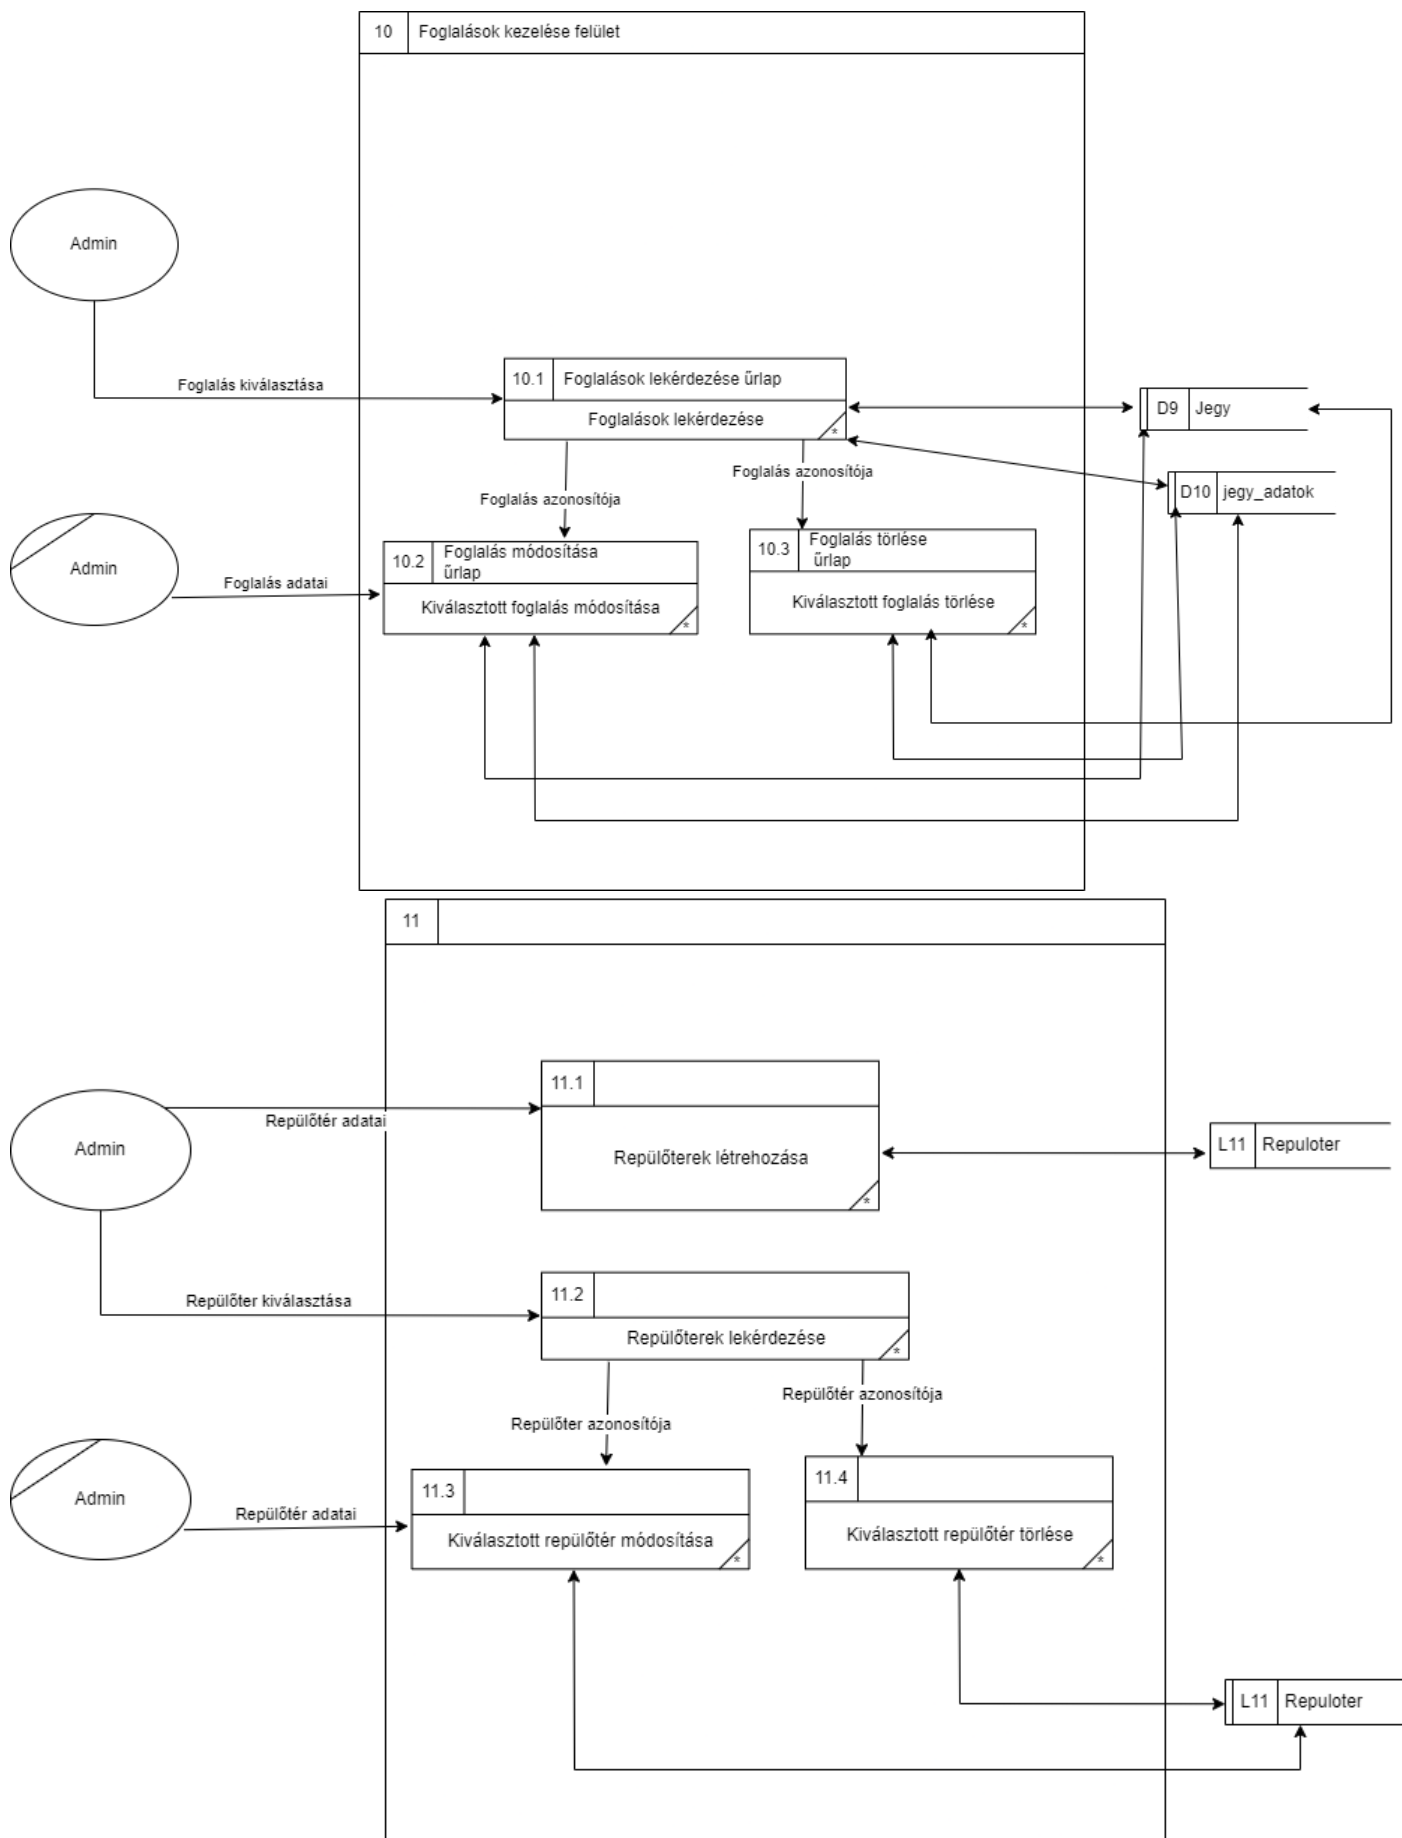 10
Foglalások kezelése felület
Admin
Foglalás kiválasztása
10.1
Foglalások lekérdezése űrlap
Foglalások lekérdezése
*
D9
Jegy
Foglalás azonosítója
Foglalás azonosítója
D10
jegy_adatok
Admin
Foglalás adatai
10.2
Foglalás módosítása
űrlap
Kiválasztott foglalás módosítása
*
10.3
Foglalás törlése
űrlap
Kiválasztott foglalás törlése
*
11
Admin
Repülőtér adatai
11.1
Repülőterek létrehozása
*
L11
Repuloter
Repülőter kiválasztása
11.2
Repülőterek lekérdezése
*
Repülőtér azonosítója
Repülőter azonosítója
Admin
Repülőtér adatai
11.3
Kiválasztott repülőtér módosítása
*
11.4
Kiválasztott repülőtér törlése
*
L11
Repuloter